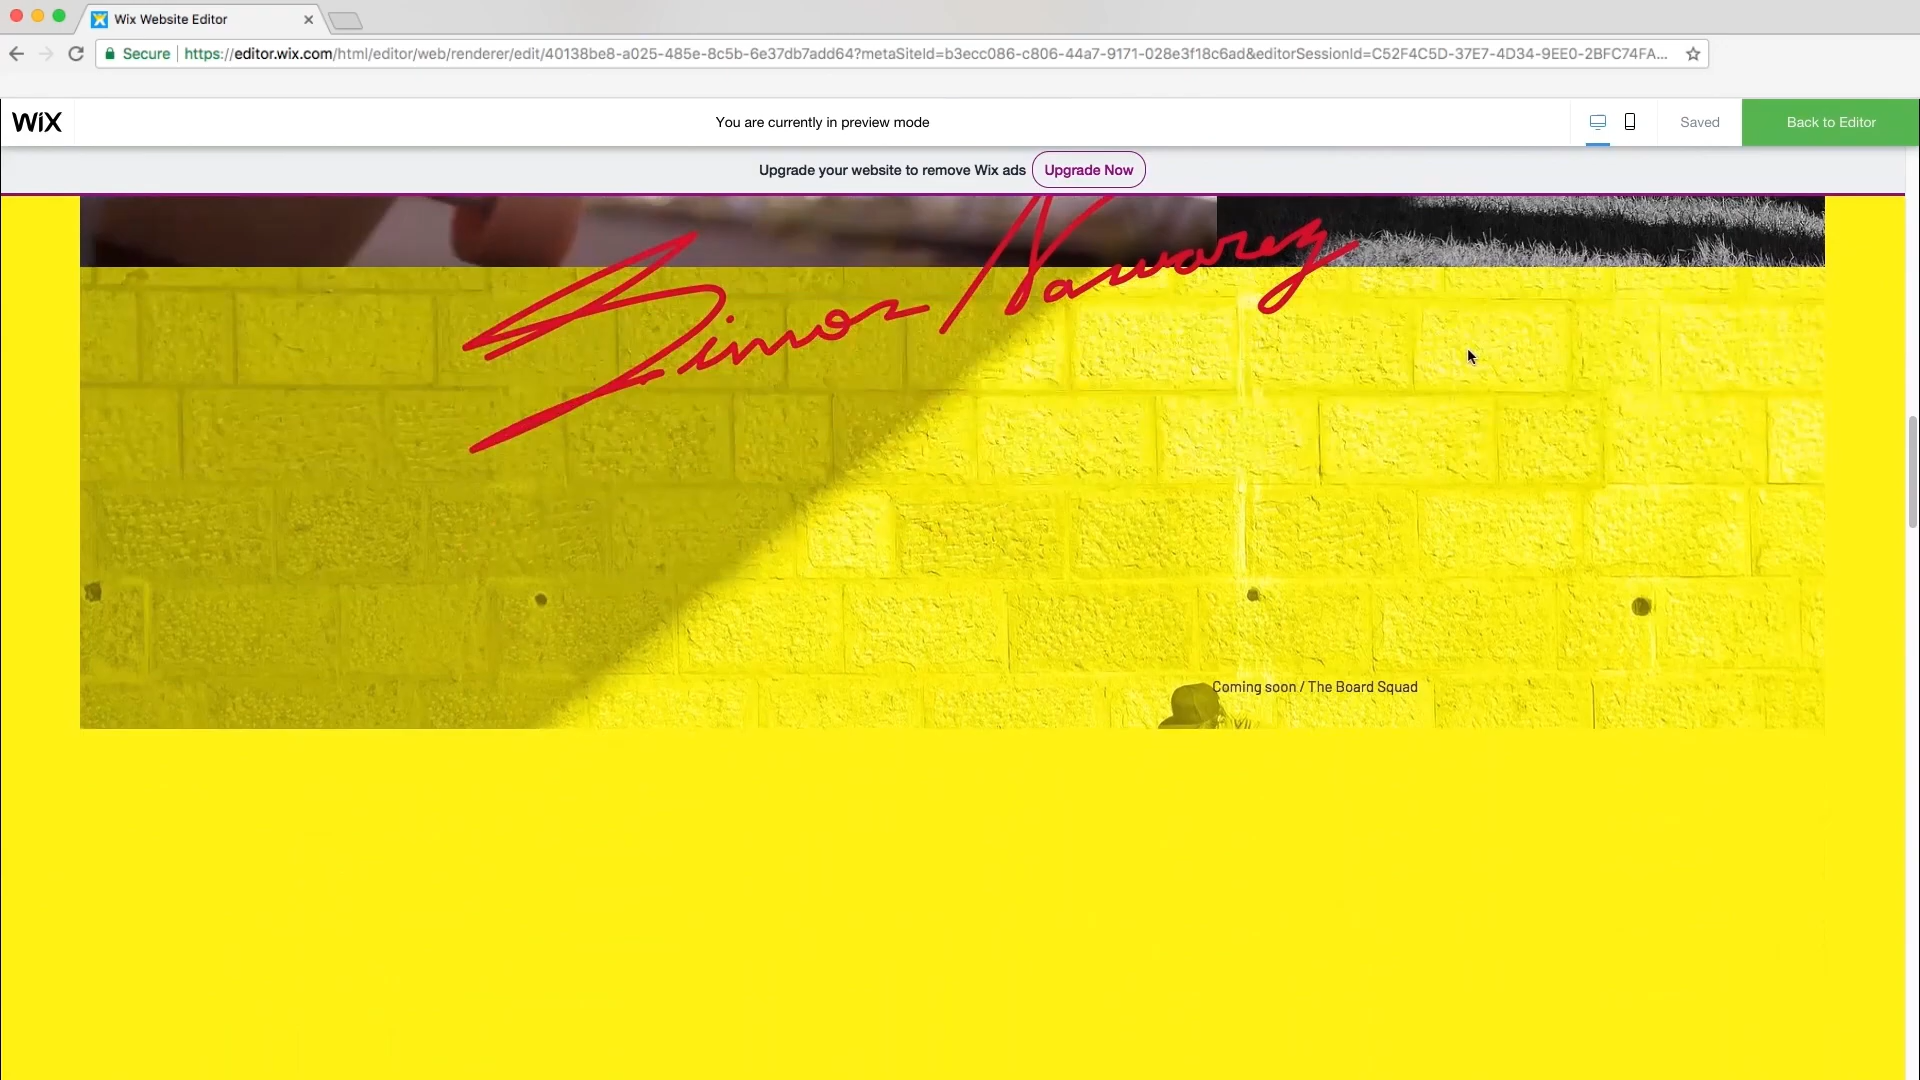 Wix Website Editor
Secure https://editor.wix.com/html/editor/web/renderer/edit/40138be8-a025-485e-8c5b-6e37db7add64?metaSiteId=b3ecc086-c806-44a7-9171-028e3f18c6ad&editorSessionId=C52F4C5D-37E7-4D34-9EE0-2BFC74FA...
WiX
You are currently in preview mode
Saved
Back to Editor
Upgrade your website to remove Wix ads
Upgrade Now
Simon Navarez
Coming soon / The Board Squad